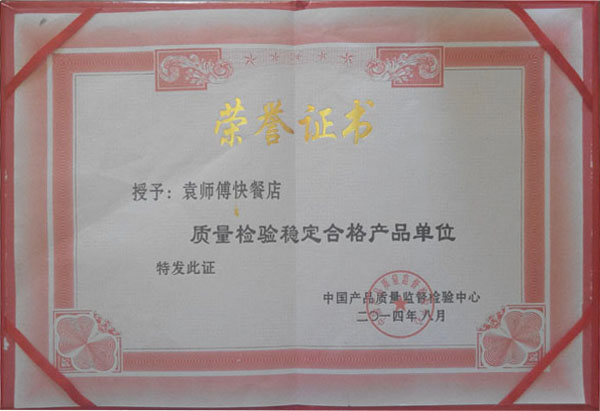 荣誉证书
授予：袁师傅快餐店
质量检验稳定合格产品单位
特发此证
中国产品质量监督检验中心
二〇一四年八月